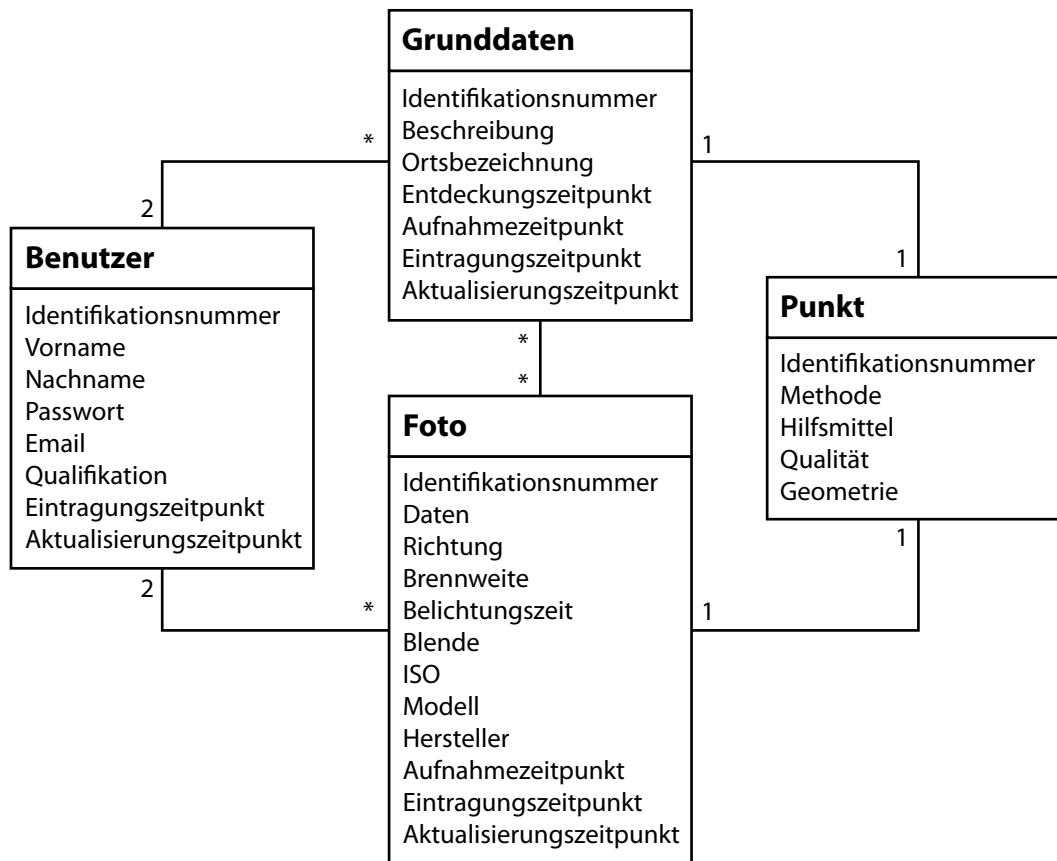 Grunddaten
Identifikationsnummer
Beschreibung
Ortsbezeichnung
Entdeckungszeitpunkt
Aufnahmezeitpunkt
Eintragungszeitpunkt
Aktualisierungszeitpunkt
*
2
1
1
Benutzer
Identifikationsnummer
Vorname
Nachname
Passwort
Email
Qualifikation
Eintragungszeitpunkt
Aktualisierungszeitpunkt
Punkt
Identifikationsnummer
Methode
Hilfsmittel
Qualität
Geometrie
*
*
2
*
1
1
Foto
Identifikationsnummer
Daten
Richtung
Brennweite
Belichtungszeit
Blende
ISO
Modell
Hersteller
Aufnahmezeitpunkt
Eintragungszeitpunkt
Aktualisierungszeitpunkt